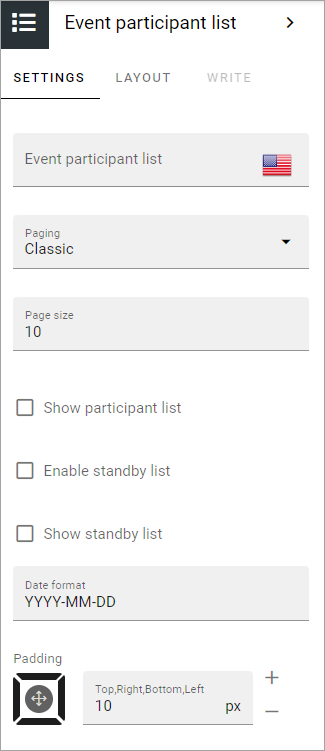 Event participant list
SETTINGS LAYOUT WRITE
Event participant list
Paging
Classic
Page size
10
Show participant list
Enable standby list
Show standby list
Date format
YYYY-MM-DD
Padding
Top,Right,Bottom,Left
10 px